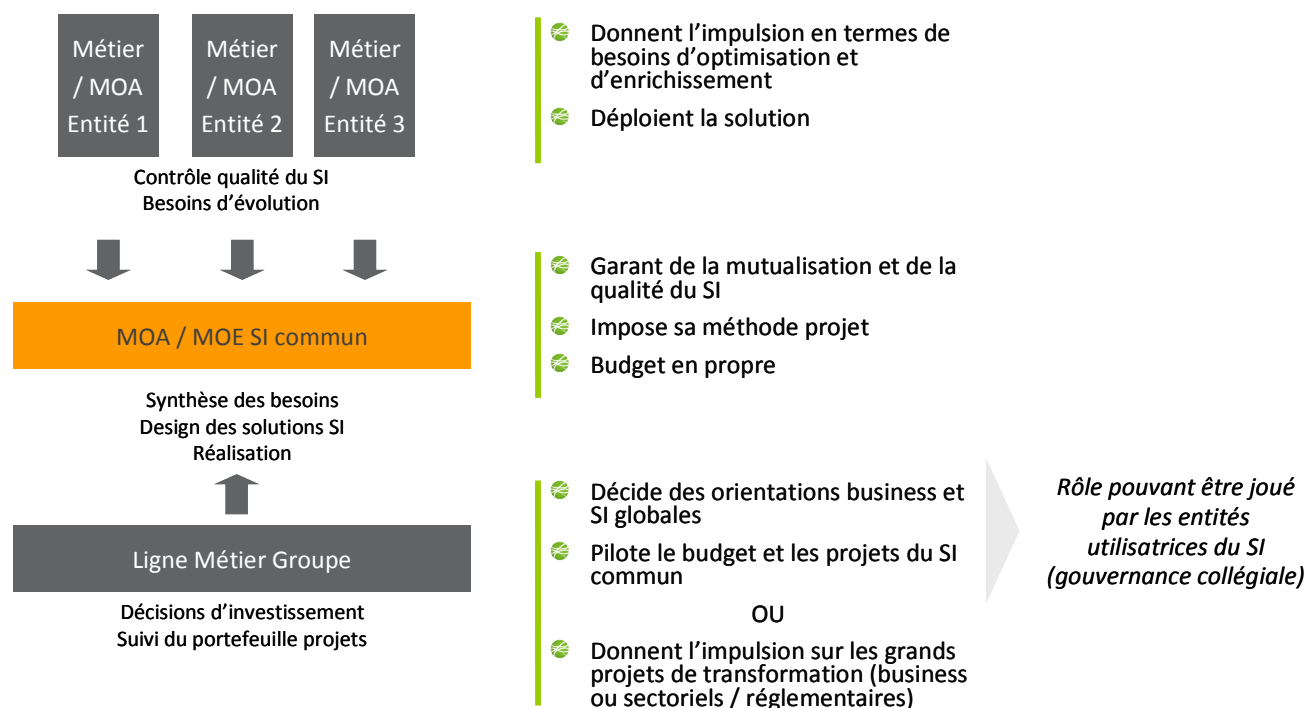 Métier
/ MOA
Entité 1
Métier
/ MOA
Entité 2
Métier
/ MOA
Entité 3
Contrôle qualité du SI
Besoins d’évolution
Donnent l’impulsion en termes de
besoins d’optimisation et
d’enrichissement
Déploient la solution
MOA / MOE SI commun
Synthèse des besoins
Design des solutions SI
Réalisation
Garant de la mutualisation et de la
qualité du SI
Impose sa méthode projet
Budget en propre
Ligne Métier Groupe
Décisions d’investissement
Suivi du portefeuille projets
Décide des orientations business et
SI globales
Pilote le budget et les projets du SI
commun
OU
Donnent l’impulsion sur les grands
projets de transformation (business
ou sectoriels / réglementaires)
Rôle pouvant être joué
par les entités
utilisatrices du SI
(gouvernance collégiale)